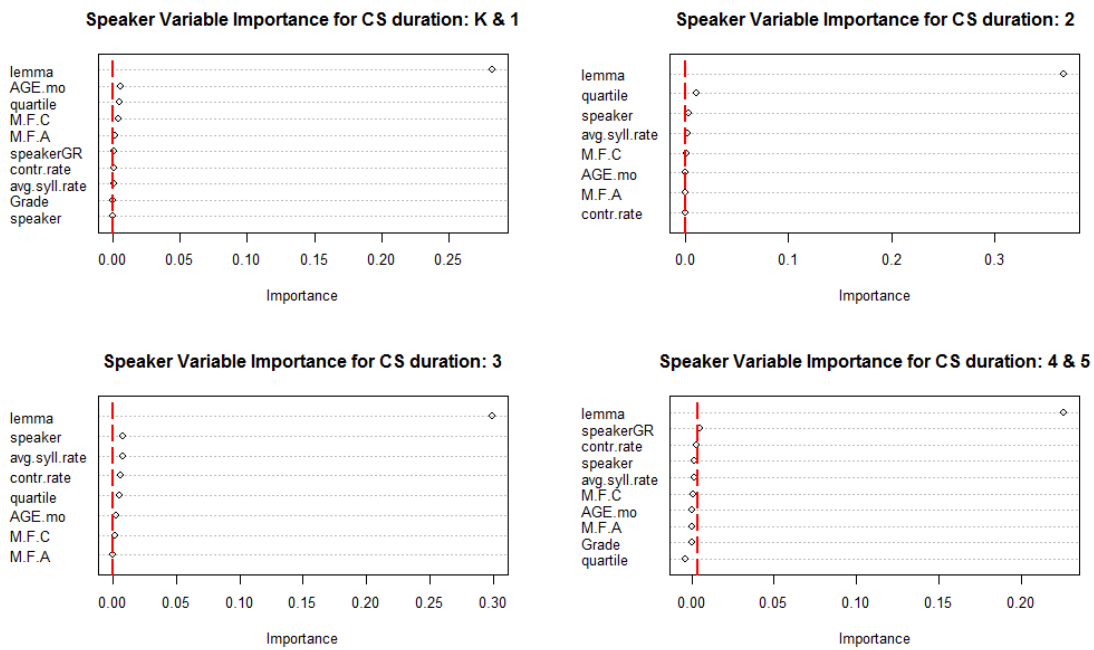 Speaker Variable Importance for CS duration: K & 1
lemma
AGE.mo
quartile
M.F.C
M.F.A
speakerGR
contr.rate
avg.syll.rate
Grade
speaker
0.00 0.05 0.10 0.15 0.20 0.25
Importance
Speaker Variable Importance for CS duration: 2
lemma
quartile
speaker
avg.syll.rate
M.F.C
AGE.mo
M.F.A
contr.rate
0.0 0.1 0.2 0.3
Importance
Speaker Variable Importance for CS duration: 3
lemma
speaker
avg.syll.rate
contr.rate
quartile
AGE.mo
M.F.C
M.F.A
0.00 0.05 0.10 0.15 0.20 0.25 0.30
Importance
Speaker Variable Importance for CS duration: 4 & 5
lemma
speakerGR
contr.rate
speaker
avg.syll.rate
M.F.C
AGE.mo
M.F.A
Grade
quartile
0.00 0.05 0.10 0.15 0.20
Importance